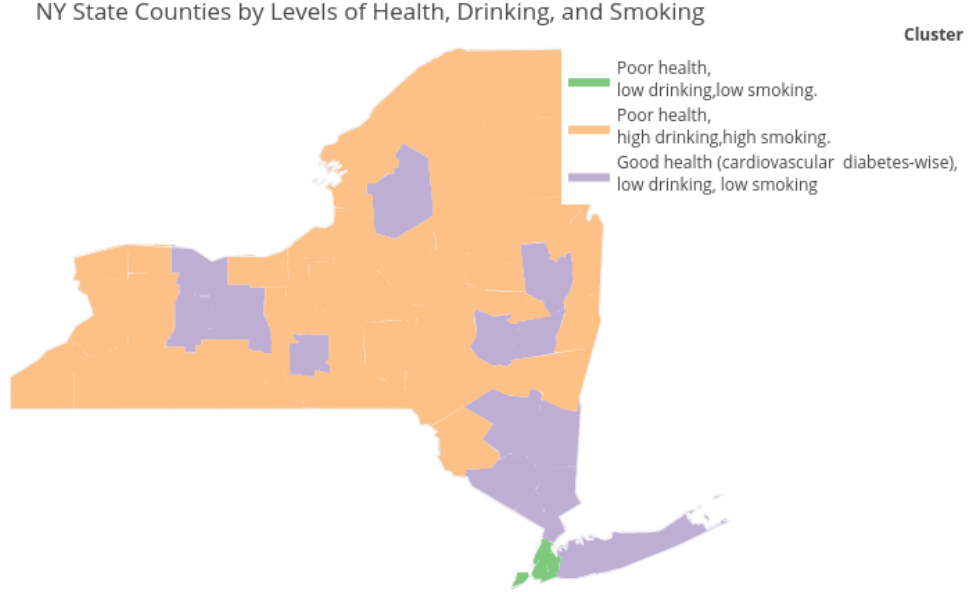 NY State Counties by Levels of Health, Drinking, and Smoking
Cluster
Poor health,
low drinking,low smoking.
Poor health,
high drinking,high smoking.
Good health (cardiovascular  diabetes-wise),
low drinking, low smoking